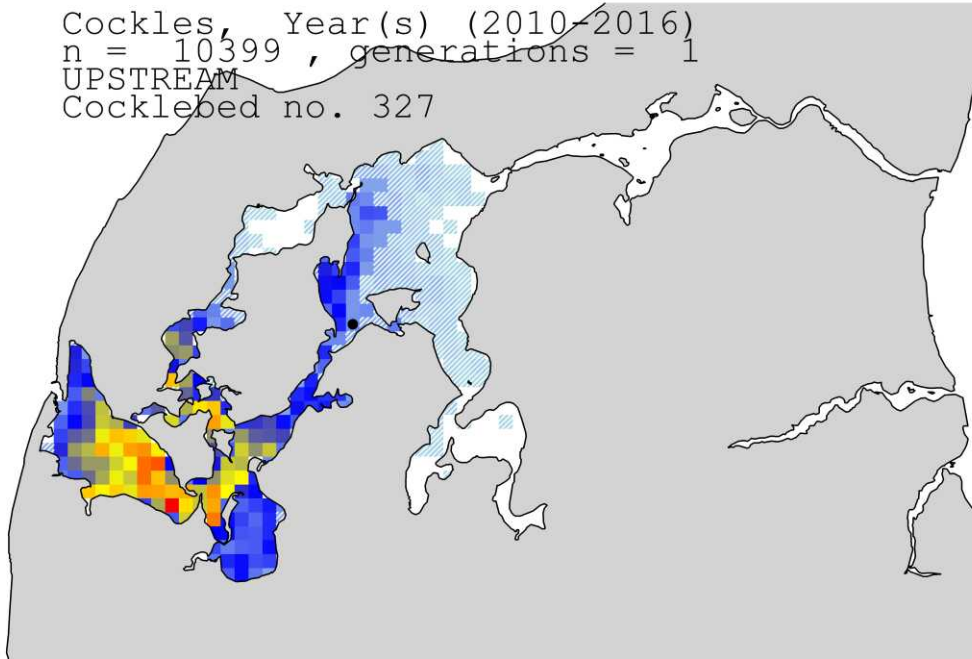 Cockles, Year(s) (2010-2016)
n = 10399 , generations = 1
UPSTREAM
Cocklebed no. 327